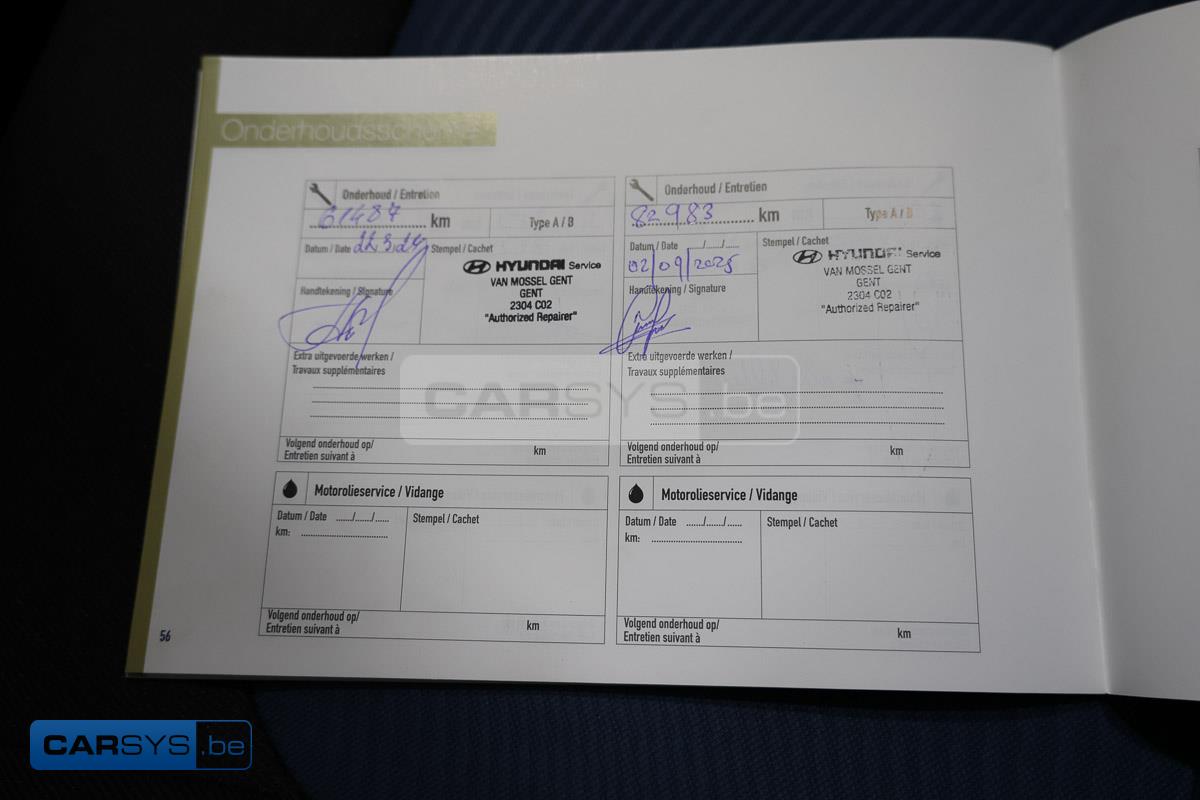 Onderhoudsschema
Onderhoud / Entretien
61487 km
Type A / B
Datum / Date
Stempel / Cachet
HYUNDAI Service
VAN MOSSEL GENT
GENT
2304 C02
"Authorized Repairer"
Handtekening / Signature
Extra uitgevoerde werken /
Travaux supplémentaires
Volgend onderhoud op/
Entretien suivant à
km
Onderhoud / Entretien
82983 km
Type A / B
Datum / Date ....../....../......
02/09/2025
Stempel / Cachet
HYUNDAI Service
VAN MOSSEL GENT
GENT
2304 C02
"Authorized Repairer"
Handtekening / Signature
Extra uitgevoerde werken /
Travaux supplémentaires
Volgend onderhoud op/
Entretien suivant à
km
CARSYS.be
Motorolieservice / Vidange
Datum / Date ....../....../......
km:
Stempel / Cachet
Volgend onderhoud op/
Entretien suivant à
km
Motorolieservice / Vidange
Datum / Date ....../....../......
km:
Stempel / Cachet
Volgend onderhoud op/
Entretien suivant à
km
56
CARSYS.be